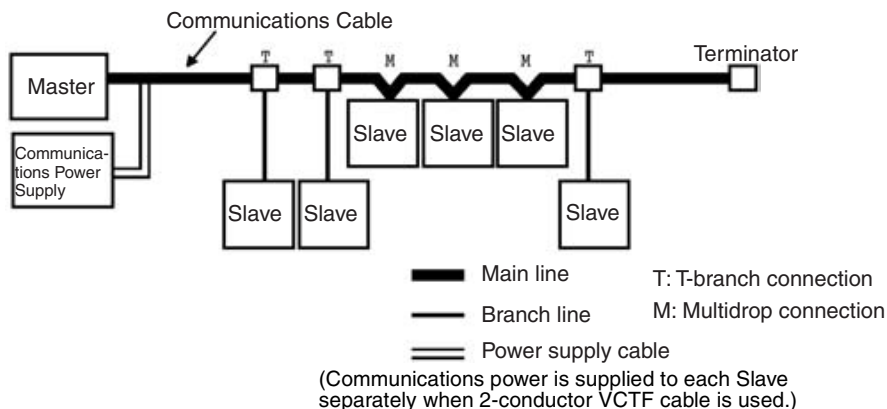 Communications Cable
T T M M M T
Terminator
Master
Slave Slave Slave
Communica-
tions Power
Supply
Slave Slave Slave
Main line
T: T-branch connection
Branch line
M: Multidrop connection
Power supply cable
(Communications power is supplied to each Slave
separately when 2-conductor VCTF cable is used.)